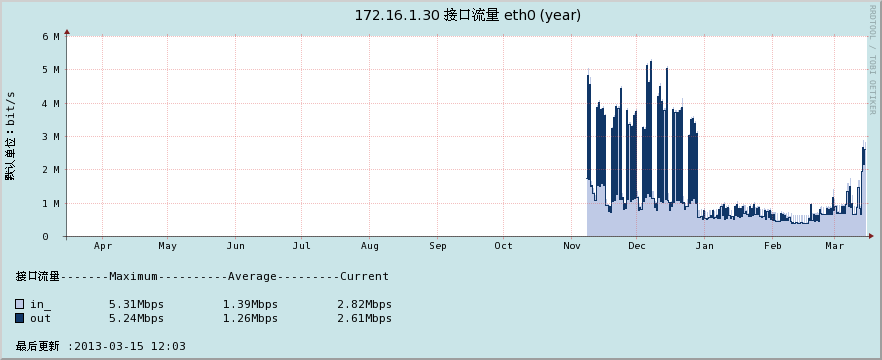 172.16.1.30 接口流量 eth0 (year)
RRDTOOL / TOBI OETIKER
默认单位：bit/s
6 M
5 M
4 M
3 M
2 M
1 M
0
Apr May Jun Jul Aug Sep Oct Nov Dec Jan Feb Mar
接口流量-------Maximum----------Average---------Current
in_ 5.31Mbps 1.39Mbps 2.82Mbps
out 5.24Mbps 1.26Mbps 2.61Mbps
最后更新 :2013-03-15 12:03